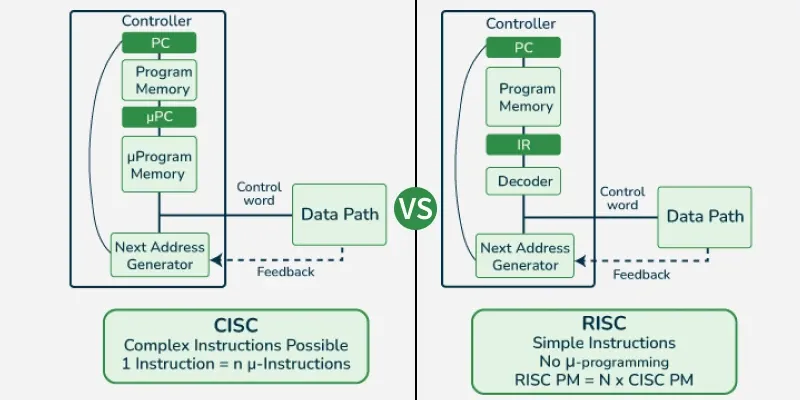 Controller
PC
Program
Memory
μPC
μProgram
Memory
Control
word
Data Path
Next Address
Generator
Feedback
CISC
Complex Instructions Possible
1 Instruction = n μ-Instructions
VS
Controller
PC
Program
Memory
IR
Decoder
Control
word
Data Path
Next Address
Generator
Feedback
RISC
Simple Instructions
No μ-programming
RISC PM = N x CISC PM